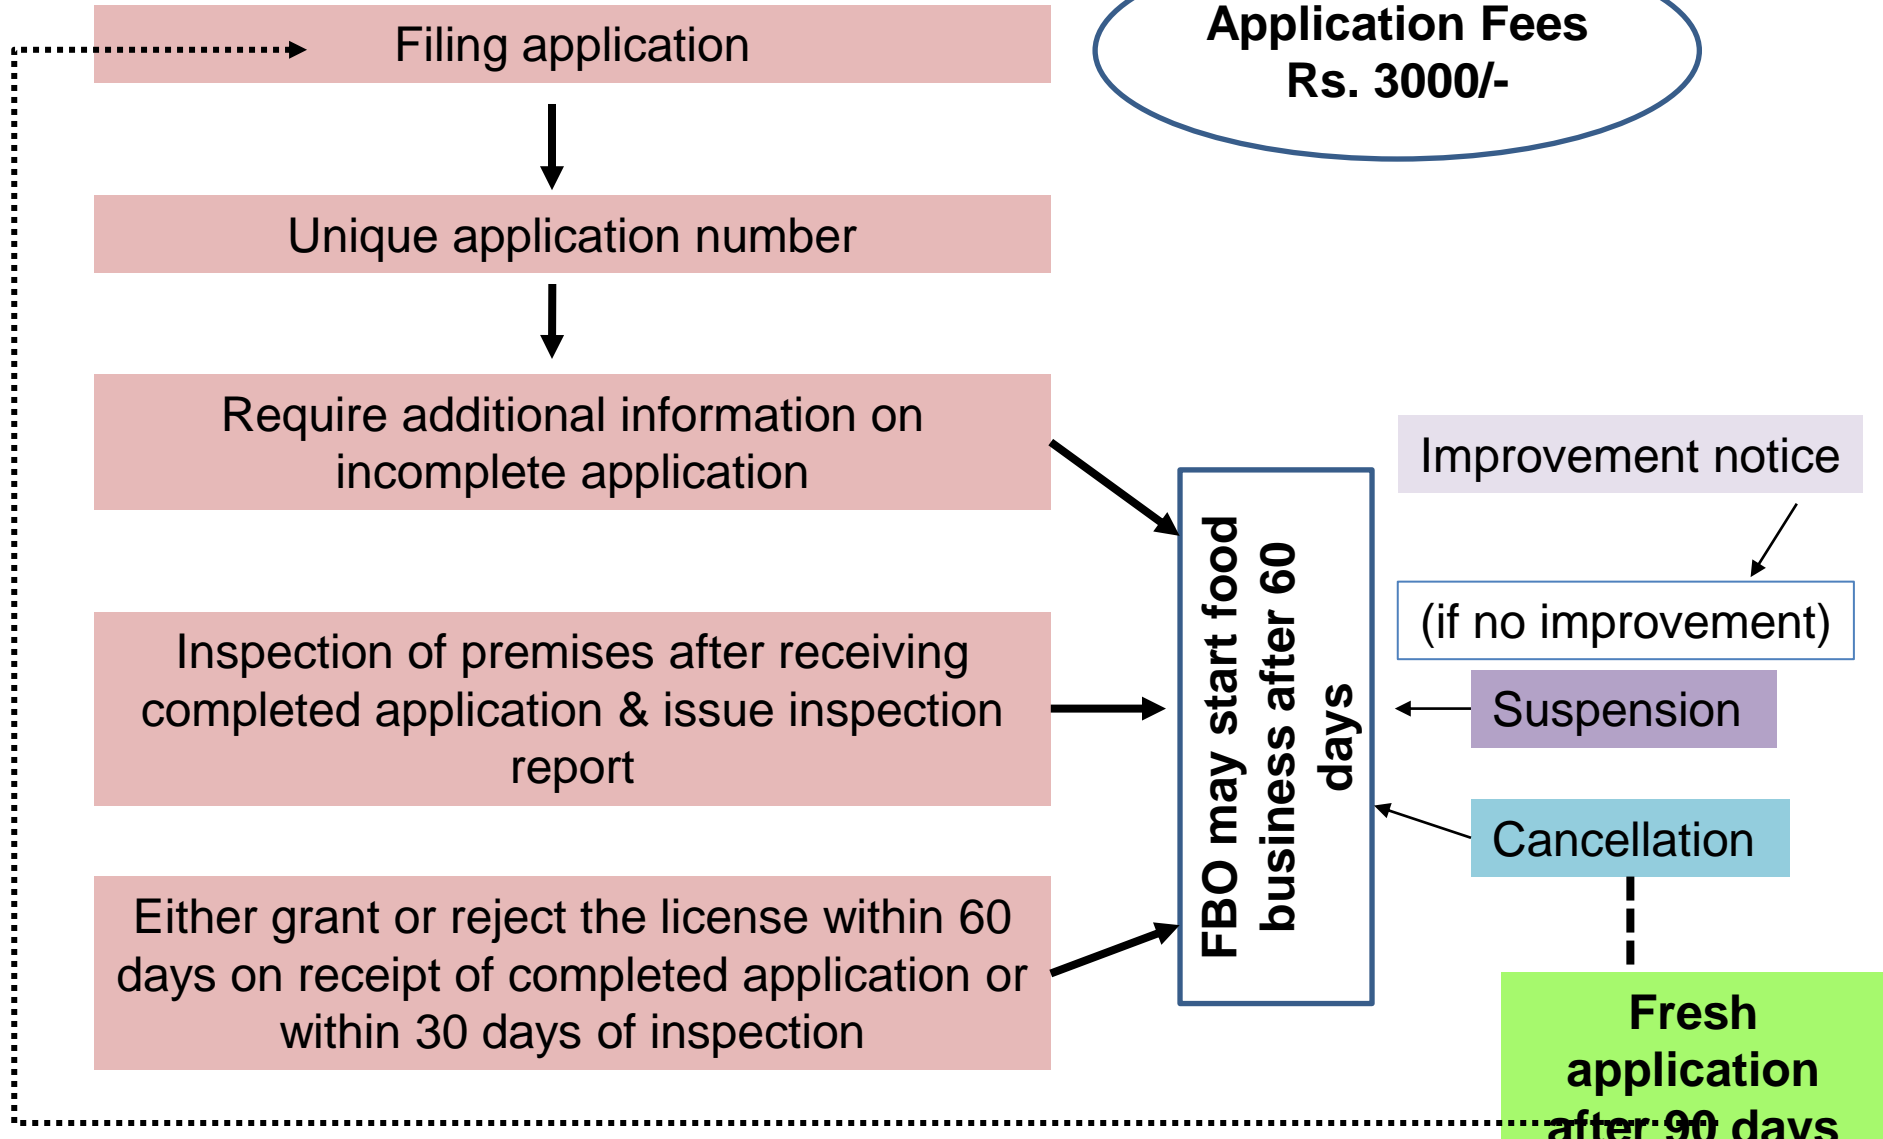 Filing application
Application Fees
Rs. 3000/-
Unique application number
Require additional information on
incomplete application
Inspection of premises after receiving
completed application & issue inspection
report
Either grant or reject the license within 60
days on receipt of completed application or
within 30 days of inspection
FBO may start food
business after 60
days
Improvement notice
(if no improvement)
Suspension
Cancellation
Fresh
application
after 90 days